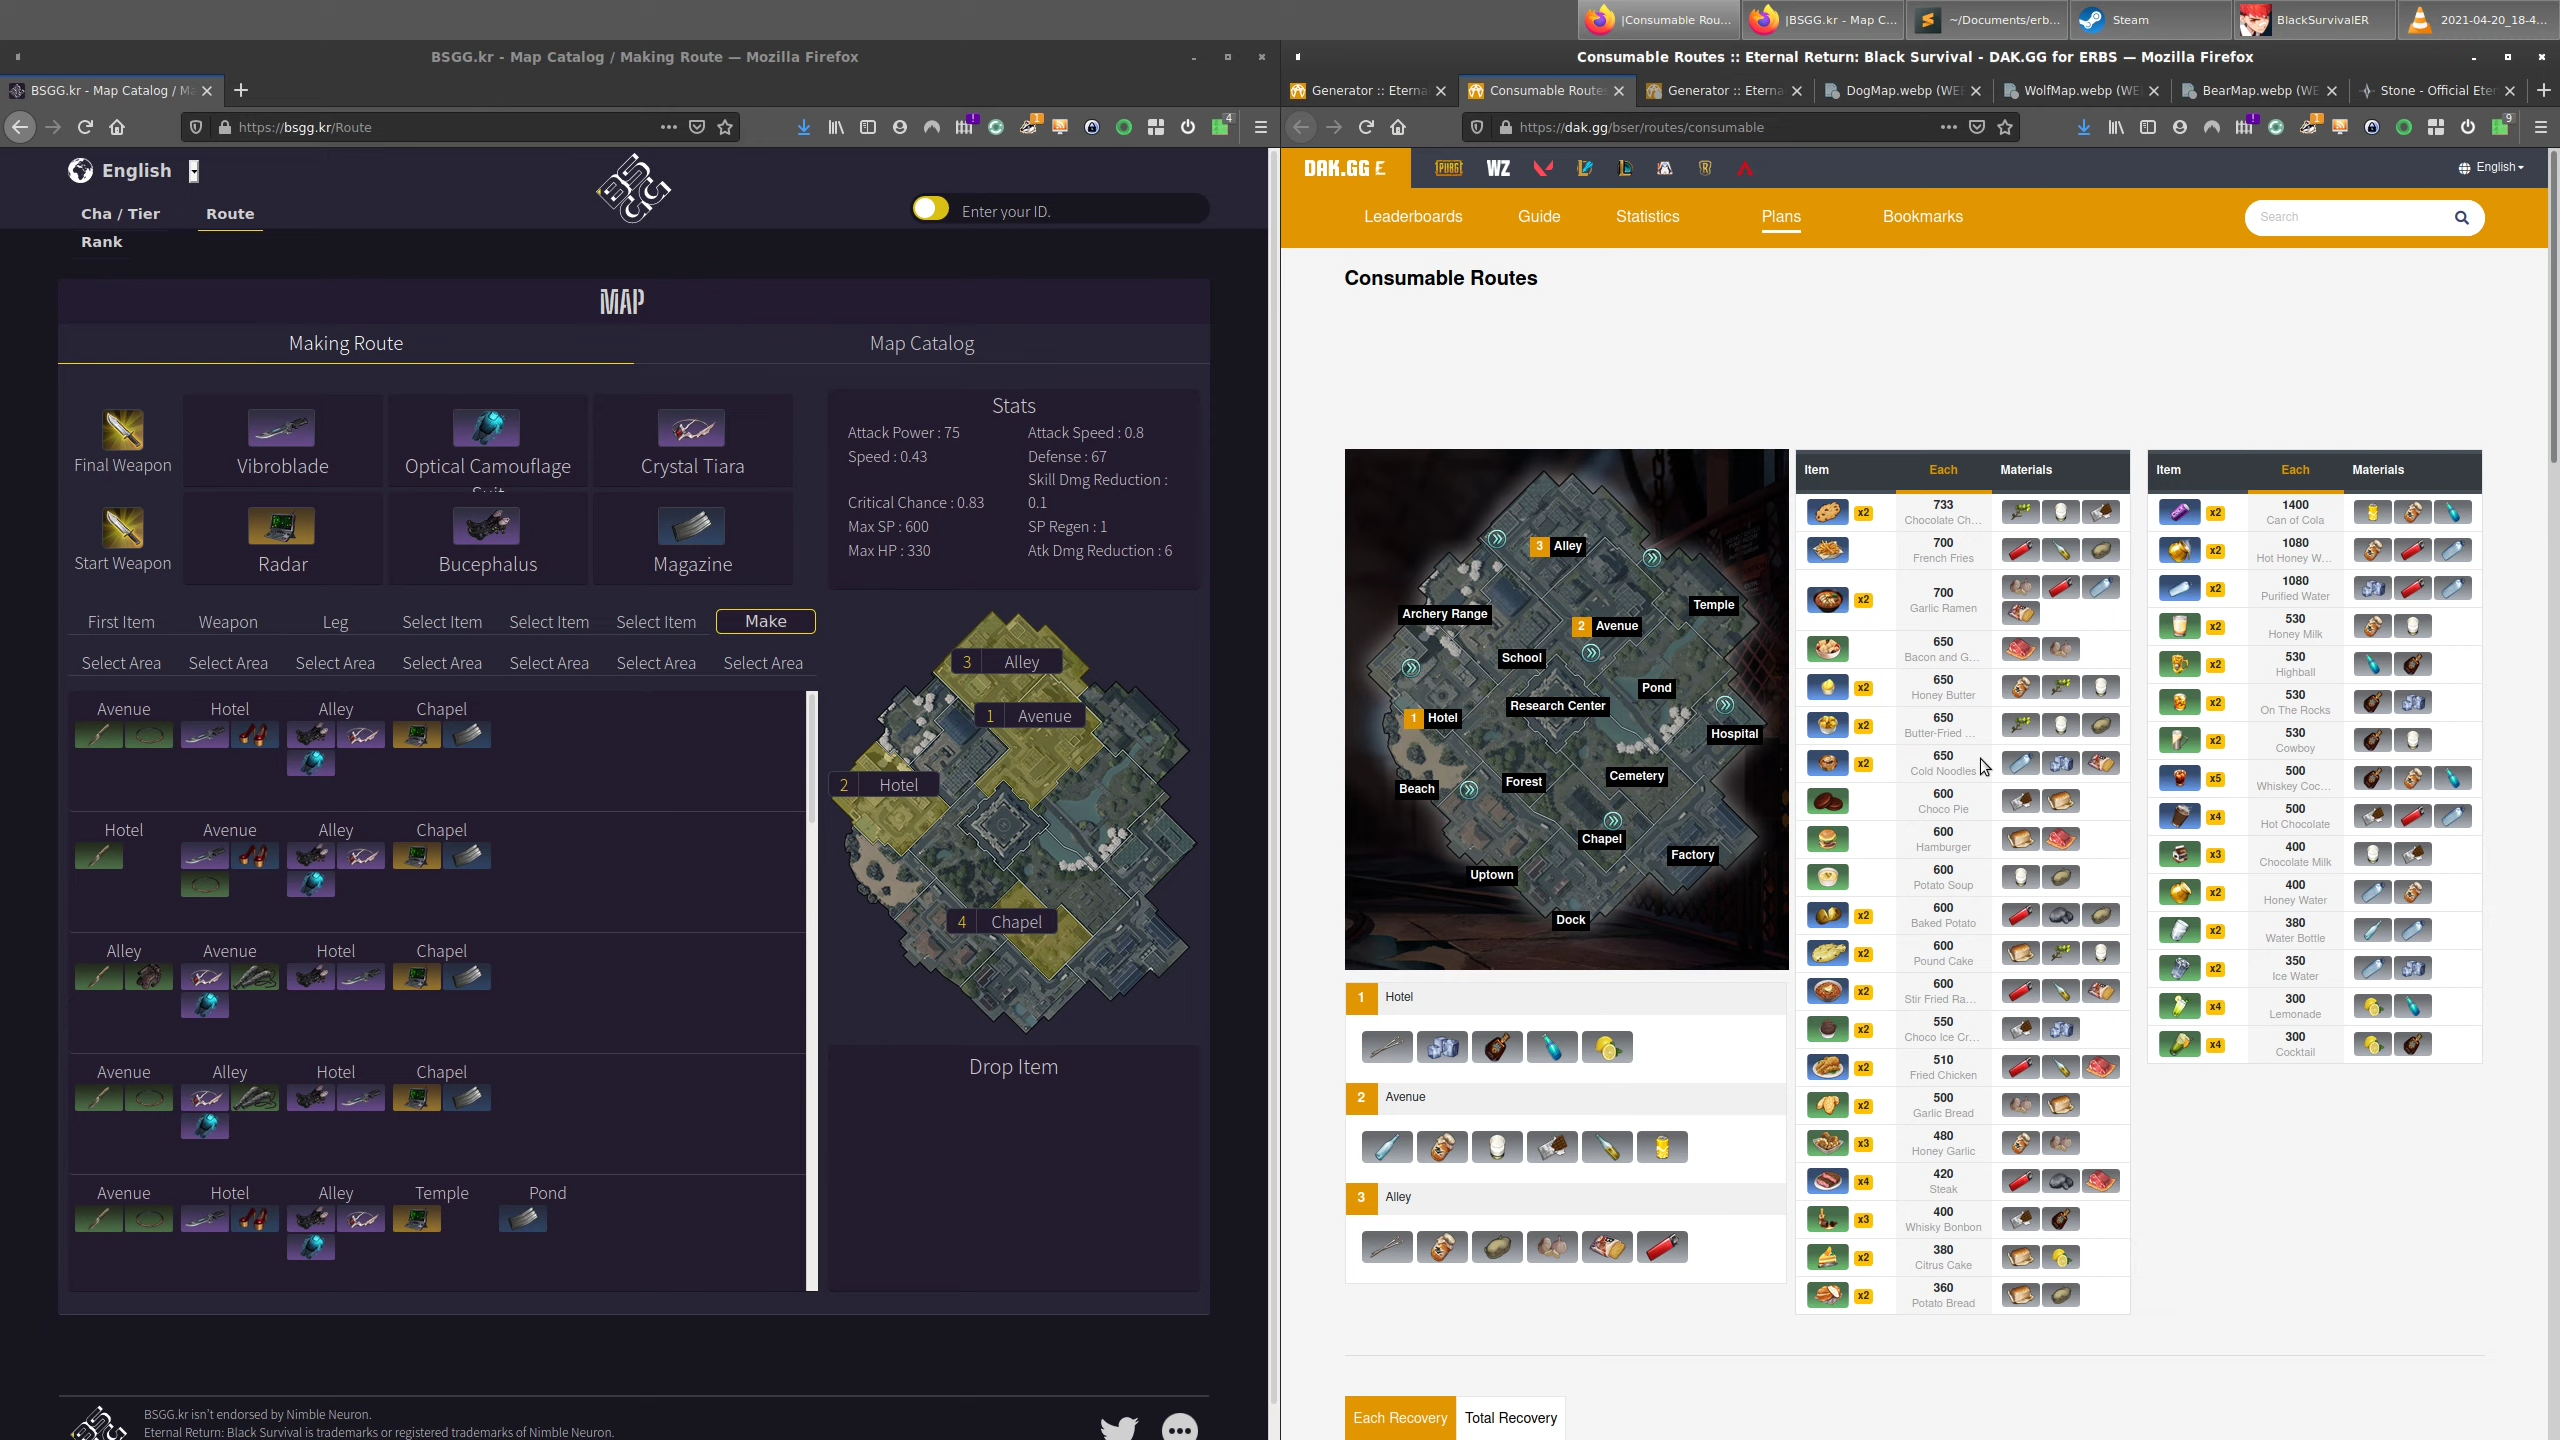 |Consumable Rou...
|BSGG.kr - Map C...
~/Documents/erb...
Steam
BlackSurvivalER
2021-04-20_18-4...
BSGG.kr - Map Catalog / Making Route — Mozilla Firefox
BSGG.kr - Map Catalog / Ma
https://bsgg.kr/Route
4
English
Cha / Tier
Route
Rank
Enter your ID.
MAP
Making Route
Map Catalog
Final Weapon
Vibroblade
Optical Camouflage
Crystal Tiara
Start Weapon
Radar
Bucephalus
Magazine
Stats
Attack Power : 75
Attack Speed : 0.8
Speed : 0.43
Defense : 67
Skill Dmg Reduction :
Critical Chance : 0.83
0.1
Max SP : 600
SP Regen : 1
Max HP : 330
Atk Dmg Reduction : 6
First Item
Weapon
Leg
Select Item
Select Item
Select Item
Make
Select Area
Select Area
Select Area
Select Area
Select Area
Select Area
Select Area
Avenue
Hotel
Alley
Chapel
Hotel
Avenue
Alley
Chapel
Alley
Avenue
Hotel
Chapel
Avenue
Alley
Hotel
Chapel
Avenue
Hotel
Alley
Temple
Pond
3 Alley
1 Avenue
2 Hotel
4 Chapel
Drop Item
BSGG.kr isn't endorsed by Nimble Neuron.
Eternal Return: Black Survival is trademarks or registered trademarks of Nimble Neuron.
Consumable Routes :: Eternal Return: Black Survival - DAK.GG for ERBS — Mozilla Firefox
Generator :: Eterna
Consumable Routes
Generator :: Eterna
DogMap.webp (WE
WolfMap.webp (WE
BearMap.webp (WE
Stone - Official Eter
https://dak.gg/bser/routes/consumable
9
DAK.GG E
PUBG
WZ
English
Leaderboards
Guide
Statistics
Plans
Bookmarks
Search
Consumable Routes
3 Alley
Temple
Archery Range
2 Avenue
School
Pond
Research Center
1 Hotel
Hospital
Beach
Forest
Cemetery
Chapel
Factory
Uptown
Dock
1 Hotel
2 Avenue
3 Alley
Item Each Materials
x2 733
Chocolate Ch...
700
French Fries
x2 700
Garlic Ramen
650
Bacon and G...
x2 650
Honey Butter
x2 650
Butter-Fried ...
x2 650
Cold Noodles
600
Choco Pie
600
Hamburger
600
Potato Soup
x2 600
Baked Potato
x2 600
Pound Cake
x2 600
Stir Fried Ra...
x2 550
Choco Ice Cr...
x2 510
Fried Chicken
x2 500
Garlic Bread
x3 480
Honey Garlic
x4 420
Steak
x3 400
Whisky Bonbon
x2 380
Citrus Cake
x2 360
Potato Bread
Item Each Materials
x2 1400
Can of Cola
x2 1080
Hot Honey W...
x2 1080
Purified Water
x2 530
Honey Milk
x2 530
Highball
x2 530
On The Rocks
x2 530
Cowboy
x5 500
Whiskey Coc...
x4 500
Hot Chocolate
x3 400
Chocolate Milk
x2 400
Honey Water
x2 380
Water Bottle
x2 350
Ice Water
x4 300
Lemonade
x4 300
Cocktail
Each Recovery
Total Recovery